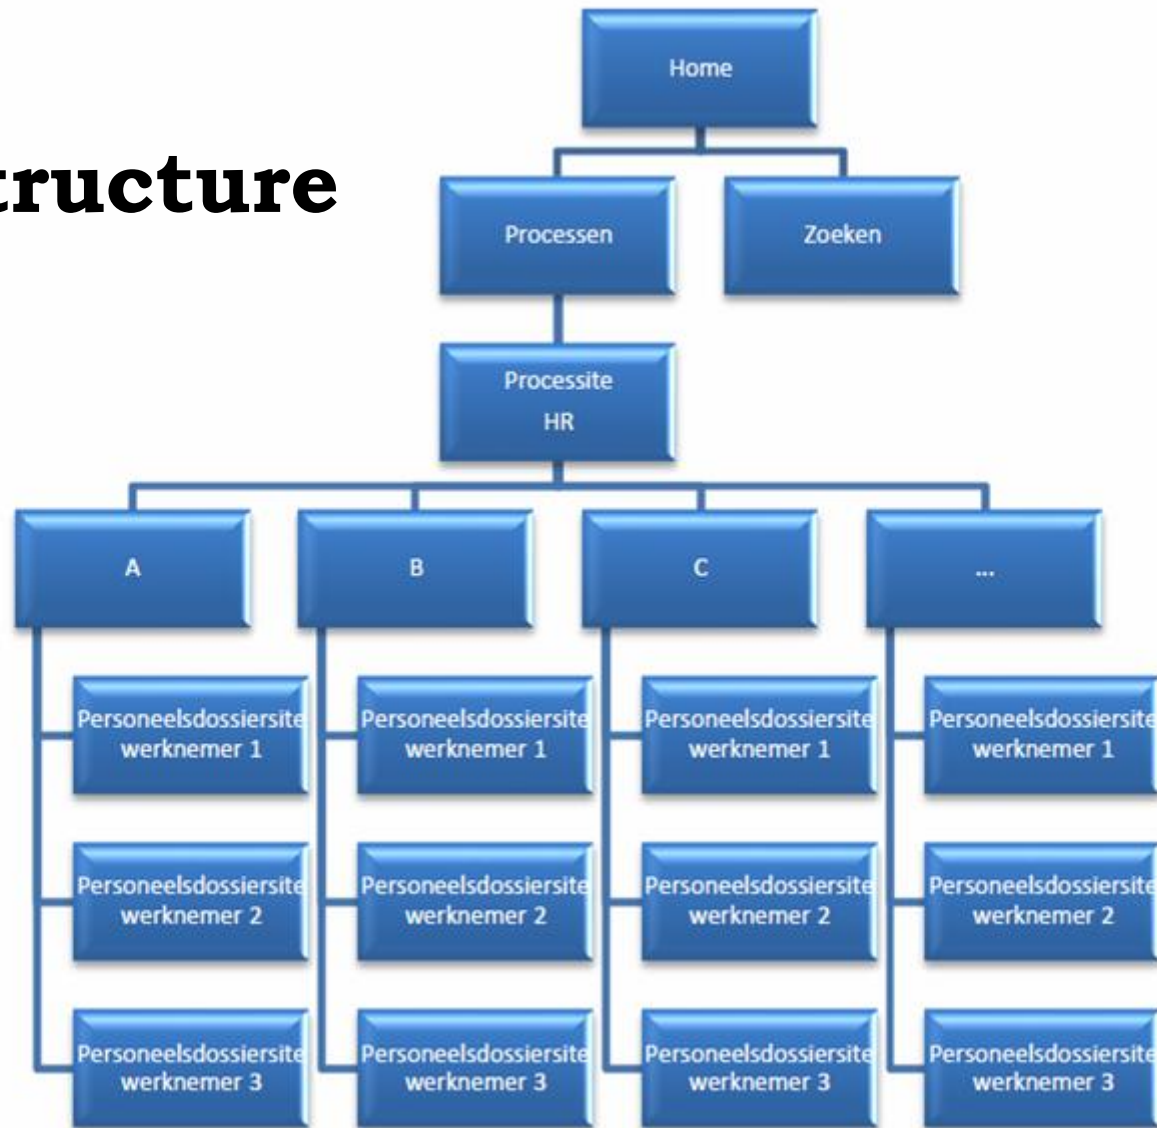 Home
tructure
Processen
Zoeken
Processite
HR
A
B
C
...
Personeelsdossiersite
werknemer 1
Personeelsdossiersite
werknemer 1
Personeelsdossiersite
werknemer 1
Personeelsdossiersite
werknemer 1
Personeelsdossiersite
werknemer 2
Personeelsdossiersite
werknemer 2
Personeelsdossiersite
werknemer 2
Personeelsdossiersite
werknemer 2
Personeelsdossiersite
werknemer 3
Personeelsdossiersite
werknemer 3
Personeelsdossiersite
werknemer 3
Personeelsdossiersite
werknemer 3